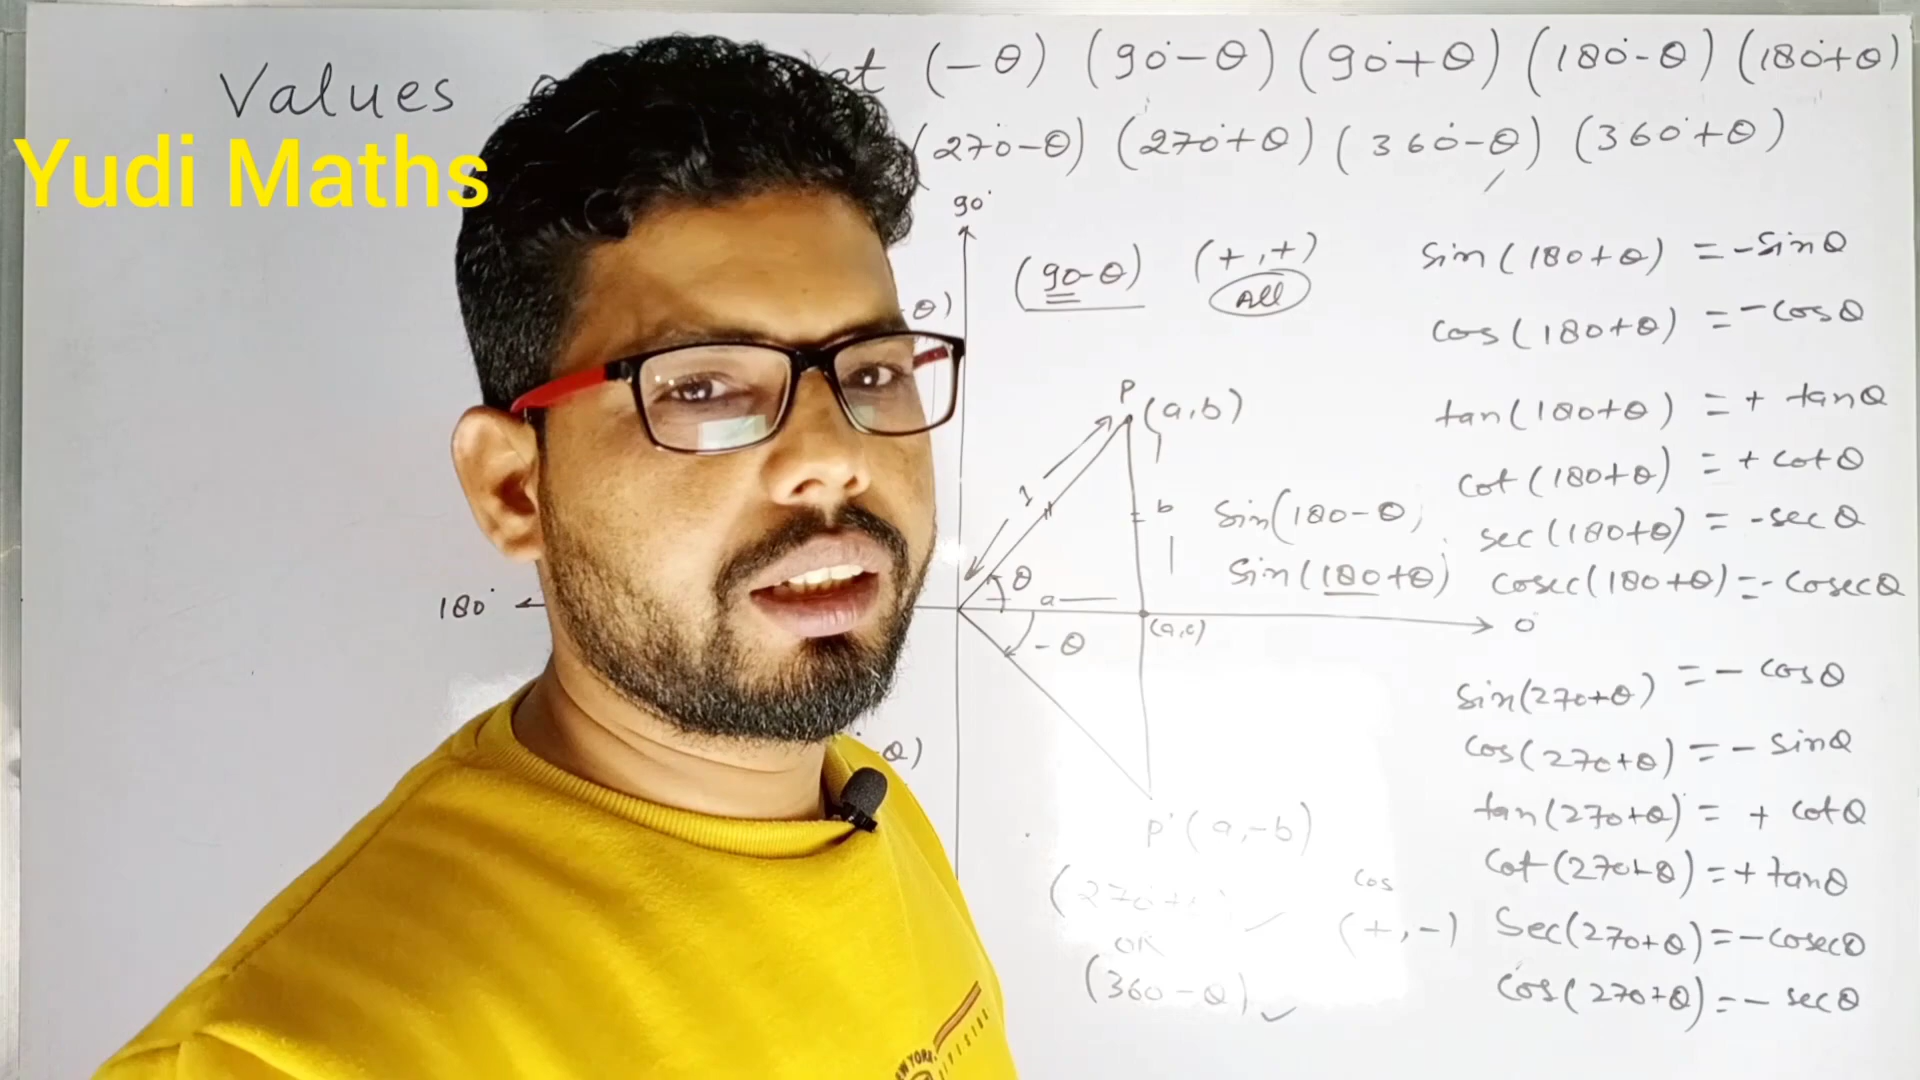 Values at (-θ) (90°-θ) (90°+θ) (180°-θ) (180°+θ)
(270°-θ) (270°+θ) (360°-θ) (360°+θ)
Yudi Maths
90°
(90-θ) (+,+)
All
θ)
sin(180+θ) = -sinθ
cos(180+θ) = -cosθ
tan(180+θ) = + tanθ
cot(180+θ) = + cotθ
sec(180+θ) = -secθ
cosec(180+θ) = -cosecθ
P (a,b)
1
b
sin(180-θ)
sin(180+θ)
θ
a
180°
0°
-θ
θ)
P'(a,-b)
OR
(360-θ)
cos
(+,-)
sin(270+θ) = - cosθ
cos(270+θ) = - sinθ
tan(270+θ) = + cotθ
cot(270+θ) = + tanθ
Sec(270+θ) = -cosecθ
cos(270+θ) = - secθ